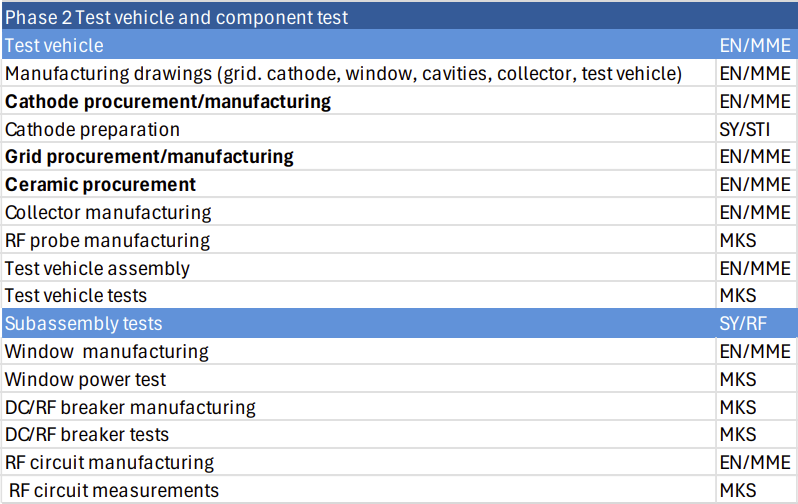 Phase 2 Test vehicle and component test
Test vehicle EN/MME
Manufacturing drawings (grid. cathode, window, cavities, collector, test vehicle) EN/MME
Cathode procurement/manufacturing EN/MME
Cathode preparation SY/STI
Grid procurement/manufacturing EN/MME
Ceramic procurement EN/MME
Collector manufacturing EN/MME
RF probe manufacturing MKS
Test vehicle assembly EN/MME
Test vehicle tests MKS
Subassembly tests SY/RF
Window manufacturing EN/MME
Window power test MKS
DC/RF breaker manufacturing MKS
DC/RF breaker tests MKS
RF circuit manufacturing EN/MME
RF circuit measurements MKS